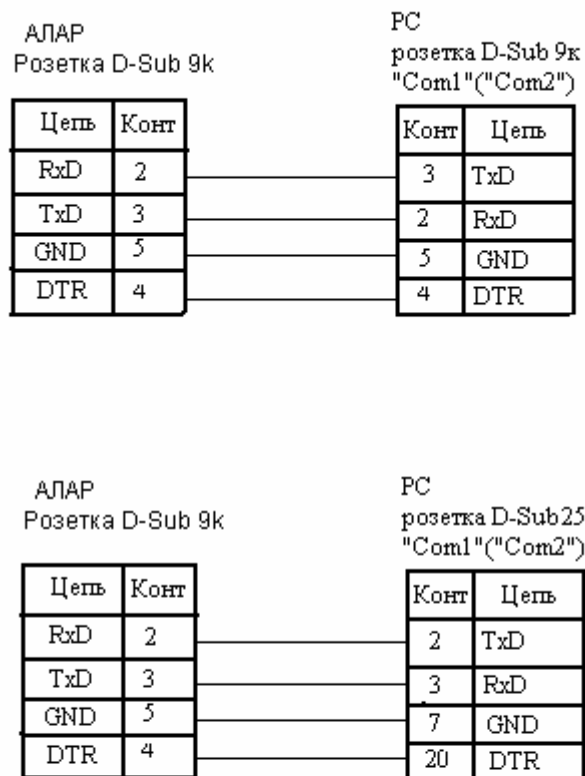 АЛАР
Розетка D-Sub 9k
PC
розетка D-Sub 9к
"Com1"("Com2")
Цепь Конт
RxD 2
TxD 3
GND 5
DTR 4
Конт Цепь
3 TxD
2 RxD
5 GND
4 DTR
АЛАР
Розетка D-Sub 9k
PC
розетка D-Sub25
"Com1"("Com2")
Цепь Конт
RxD 2
TxD 3
GND 5
DTR 4
Конт Цепь
2 TxD
3 RxD
7 GND
20 DTR